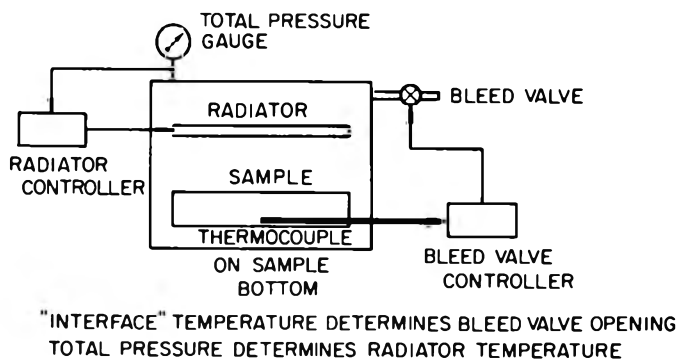 TOTAL PRESSURE
GAUGE
RADIATOR
BLEED VALVE
RADIATOR
CONTROLLER
SAMPLE
THERMOCOUPLE
ON SAMPLE
BOTTOM
BLEED VALVE
CONTROLLER
"INTERFACE" TEMPERATURE DETERMINES BLEED VALVE OPENING
TOTAL PRESSURE DETERMINES RADIATOR TEMPERATURE